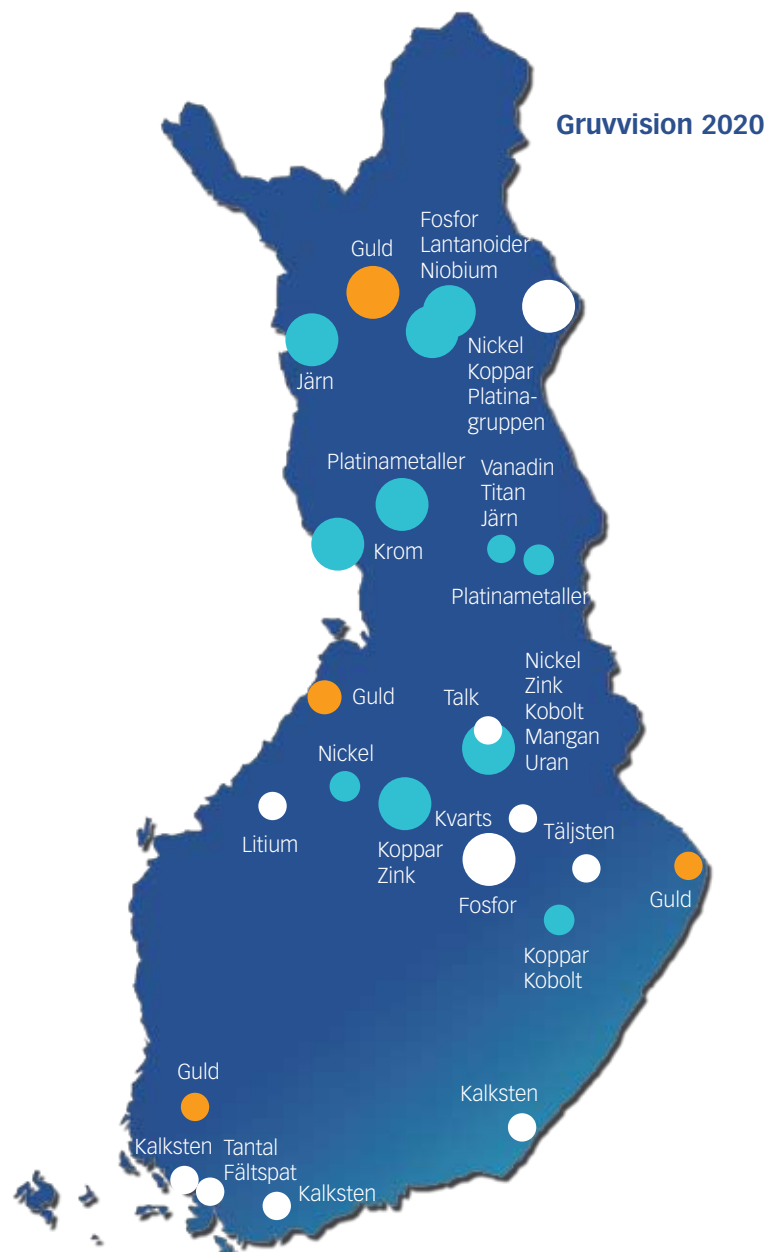 Gruvvision 2020
Fosfor
Lantanoider
Niobium
Guld
Järn
Nickel
Koppar
Platina-
gruppen
Platinametaller
Vanadin
Titan
Järn
Krom
Platinametaller
Nickel
Zink
Kobolt
Mangan
Uran
Talk
Guld
Nickel
Litium
Koppar
Zink
Kvarts
Täljsten
Fosfor
Guld
Koppar
Kobolt
Guld
Kalksten
Kalksten
Tantal
Fältspat
Kalksten